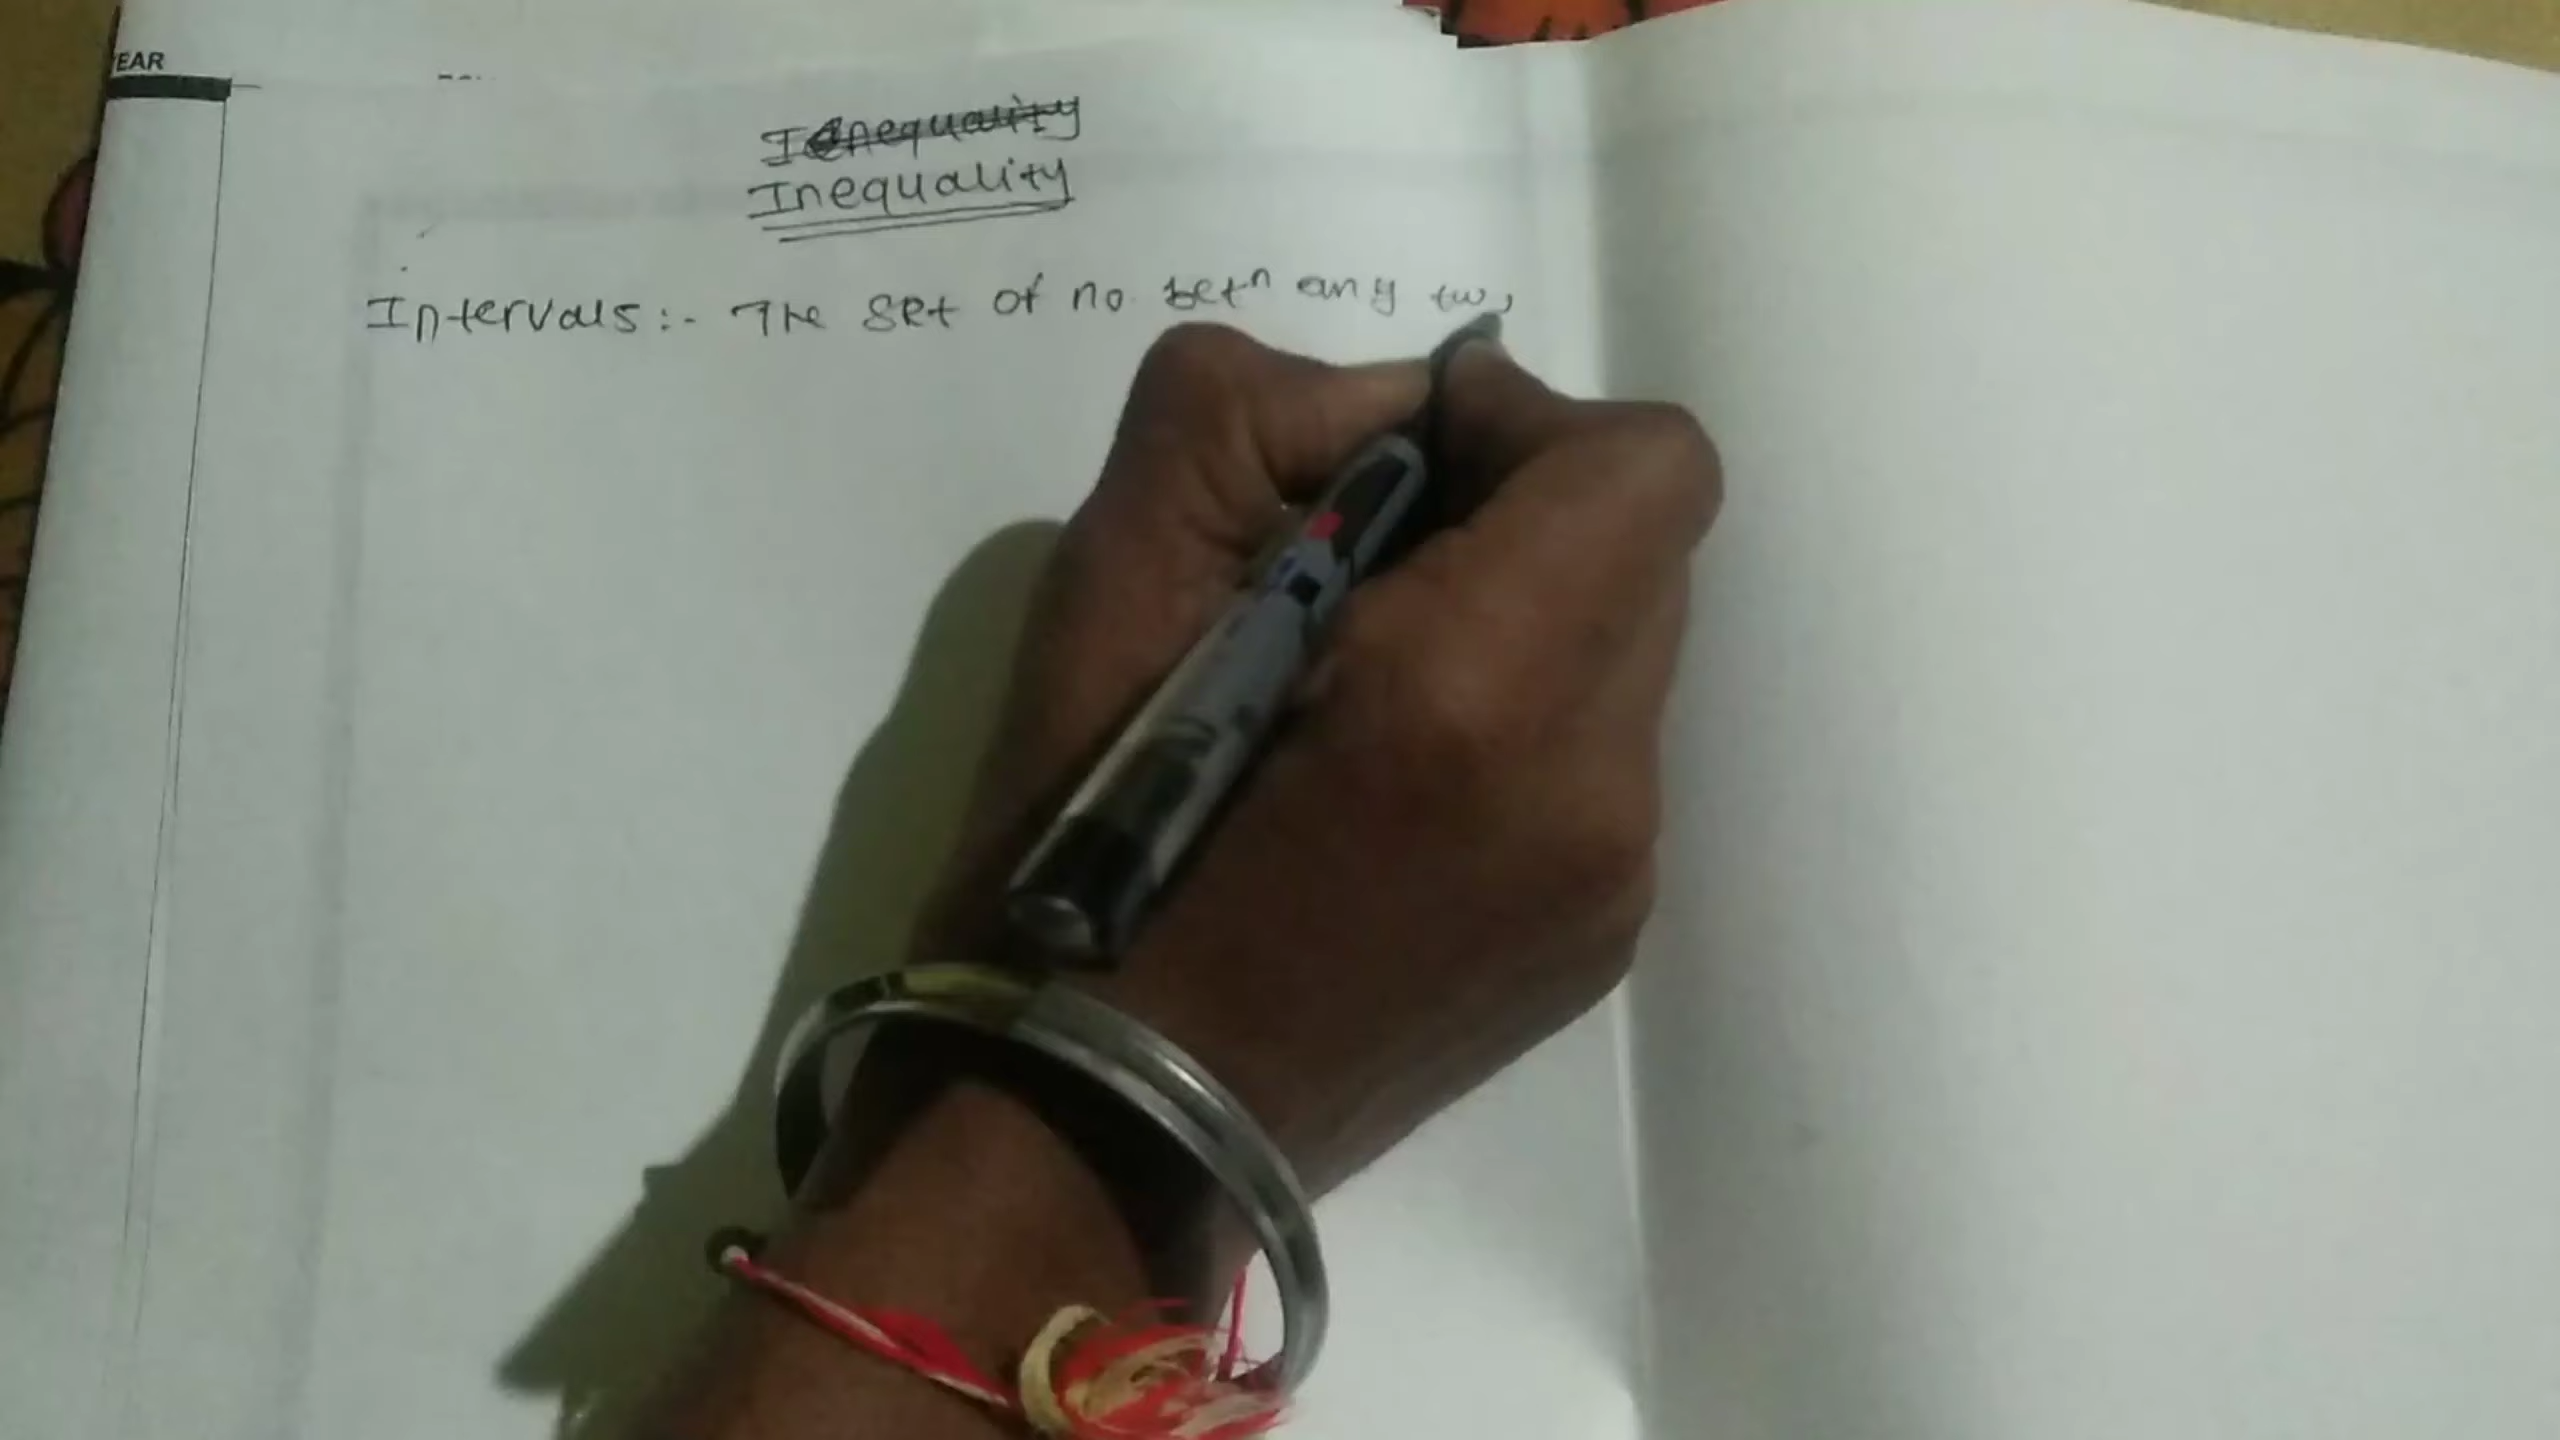 EAR
Inequality
Inequality
Intervals:- The set of no. betn any two